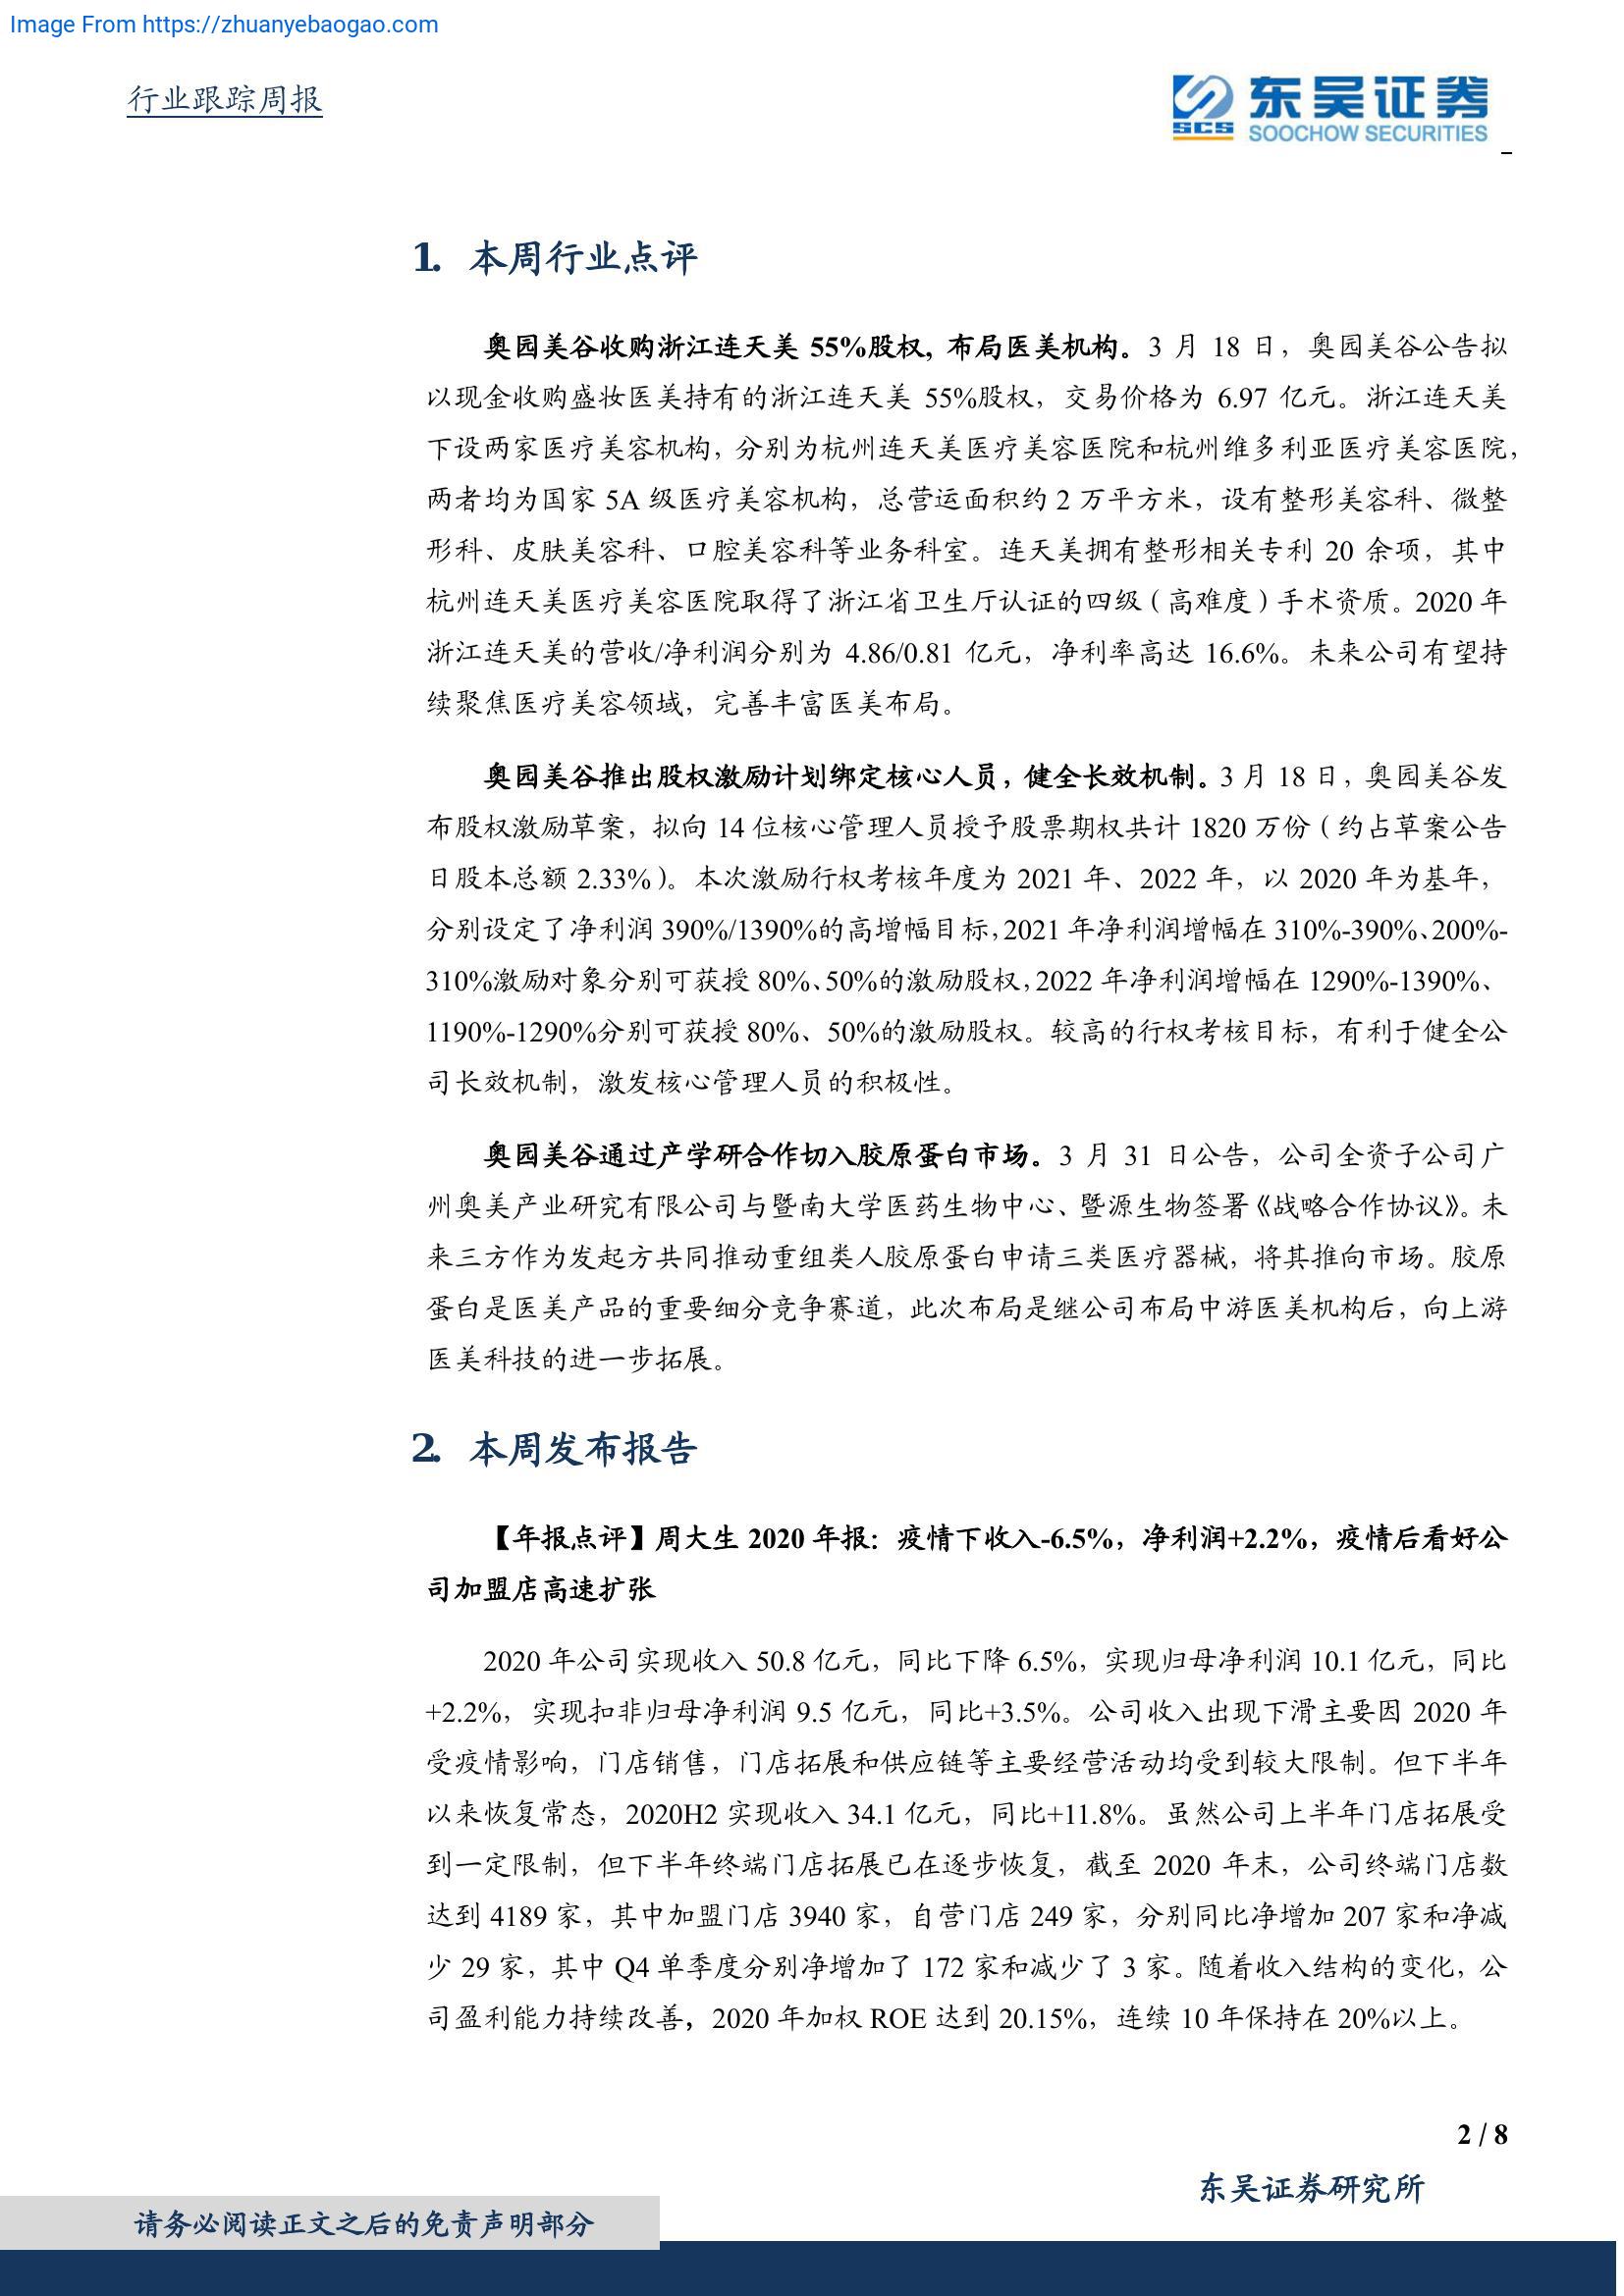 Image From https://zhuanyebaogao.com
行业跟踪周报
SCS
东吴证券
SOOCHOW SECURITIES
1. 本周行业点评
奥园美谷收购浙江连天美 55%股权, 布局医美机构。3 月 18 日，奥园美谷公告拟
以现金收购盛妆医美持有的浙江连天美 55%股权，交易价格为 6.97 亿元。浙江连天美
下设两家医疗美容机构，分别为杭州连天美医疗美容医院和杭州维多利亚医疗美容医院，
两者均为国家 5A 级医疗美容机构，总营运面积约 2 万平方米，设有整形美容科、微整
形科、皮肤美容科、口腔美容科等业务科室。连天美拥有整形相关专利 20 余项，其中
杭州连天美医疗美容医院取得了浙江省卫生厅认证的四级（高难度）手术资质。2020 年
浙江连天美的营收/净利润分别为 4.86/0.81 亿元，净利率高达 16.6%。未来公司有望持
续聚焦医疗美容领域，完善丰富医美布局。
奥园美谷推出股权激励计划绑定核心人员，健全长效机制。3 月 18 日，奥园美谷发
布股权激励草案，拟向 14 位核心管理人员授予股票期权共计 1820 万份（约占草案公告
日股本总额 2.33%）。本次激励行权考核年度为 2021 年、2022 年，以 2020 年为基年，
分别设定了净利润 390%/1390%的高增幅目标，2021 年净利润增幅在 310%-390%、200%-
310%激励对象分别可获授 80%、50%的激励股权，2022 年净利润增幅在 1290%-1390%、
1190%-1290%分别可获授 80%、50%的激励股权。较高的行权考核目标，有利于健全公
司长效机制，激发核心管理人员的积极性。
奥园美谷通过产学研合作切入胶原蛋白市场。3 月 31 日公告，公司全资子公司广
州奥美产业研究有限公司与暨南大学医药生物中心、暨源生物签署《战略合作协议》。未
来三方作为发起方共同推动重组类人胶原蛋白申请三类医疗器械，将其推向市场。胶原
蛋白是医美产品的重要细分竞争赛道，此次布局是继公司布局中游医美机构后，向上游
医美科技的进一步拓展。
2. 本周发布报告
【年报点评】周大生 2020 年报：疫情下收入-6.5%，净利润+2.2%，疫情后看好公
司加盟店高速扩张
2020 年公司实现收入 50.8 亿元，同比下降 6.5%，实现归母净利润 10.1 亿元，同比
+2.2%，实现扣非归母净利润 9.5 亿元，同比+3.5%。公司收入出现下滑主要因 2020 年
受疫情影响，门店销售，门店拓展和供应链等主要经营活动均受到较大限制。但下半年
以来恢复常态，2020H2 实现收入 34.1 亿元，同比+11.8%。虽然公司上半年门店拓展受
到一定限制，但下半年终端门店拓展已在逐步恢复，截至 2020 年末，公司终端门店数
达到 4189 家，其中加盟门店 3940 家，自营门店 249 家，分别同比净增加 207 家和净减
少 29 家，其中 Q4 单季度分别净增加了 172 家和减少了 3 家。随着收入结构的变化，公
司盈利能力持续改善，2020 年加权 ROE 达到 20.15%，连续 10 年保持在 20%以上。
2 / 8
东吴证券研究所
请务必阅读正文之后的免责声明部分